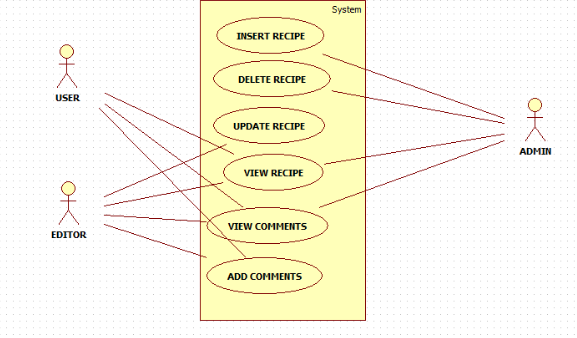 System
INSERT RECIPE
DELETE RECIPE
USER
UPDATE RECIPE
ADMIN
VIEW RECIPE
VIEW COMMENTS
EDITOR
ADD COMMENTS